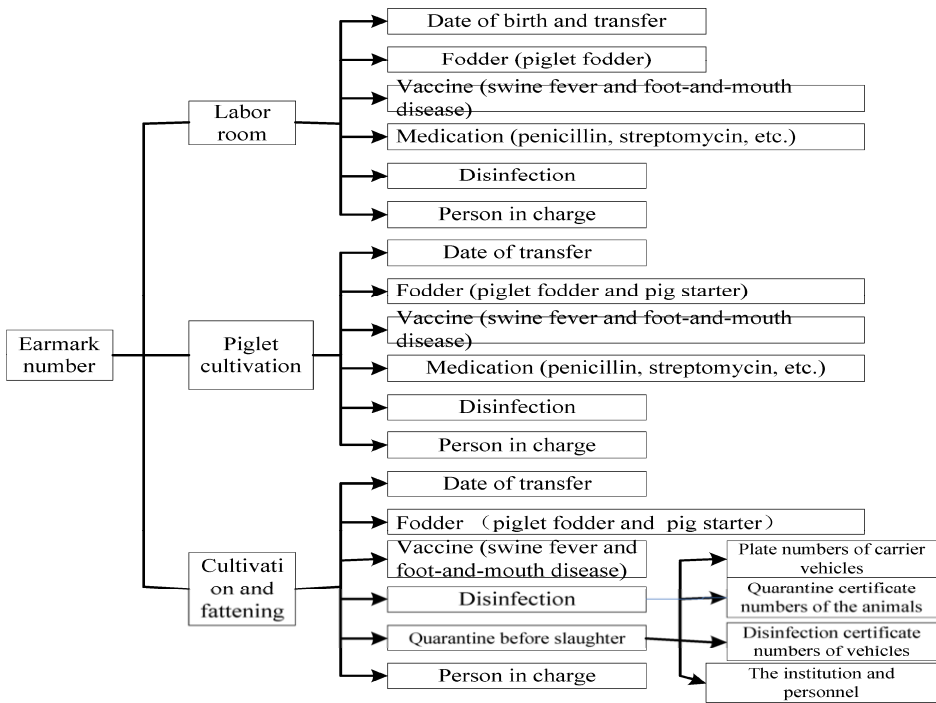 Date of birth and transfer
Fodder (piglet fodder)
Vaccine (swine fever and foot-and-mouth
disease)
Labor
room
Medication (penicillin, streptomycin, etc.)
Disinfection
Person in charge
Date of transfer
Fodder (piglet fodder and pig starter)
Vaccine (swine fever and foot-and-mouth
disease)
Earmark
number
Piglet
cultivation
Medication (penicillin, streptomycin, etc.)
Disinfection
Person in charge
Date of transfer
Fodder （piglet fodder and pig starter）
Vaccine (swine fever and
foot-and-mouth disease)
Cultivati
on and
fattening
Disinfection
Quarantine before slaughter
Person in charge
Plate numbers of carrier
vehicles
Quarantine certificate
numbers of the animals
Disinfection certificate
numbers of vehicles
The institution and
personnel